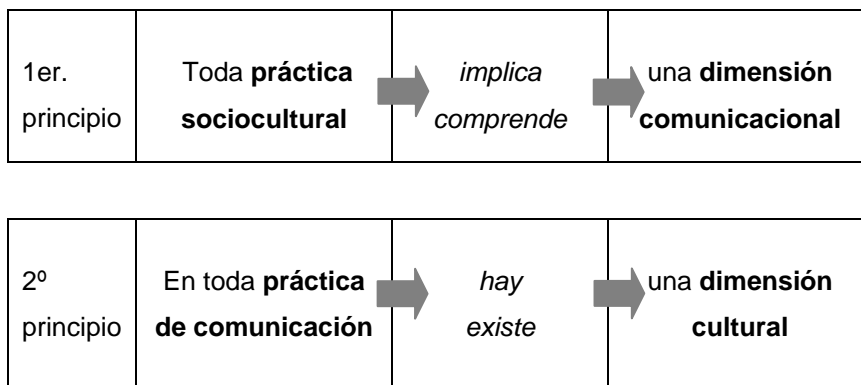 1er.
principio
Toda práctica
sociocultural
implica
comprende
una dimensión
comunicacional
2º
principio
En toda práctica
de comunicación
hay
existe
una dimensión
cultural